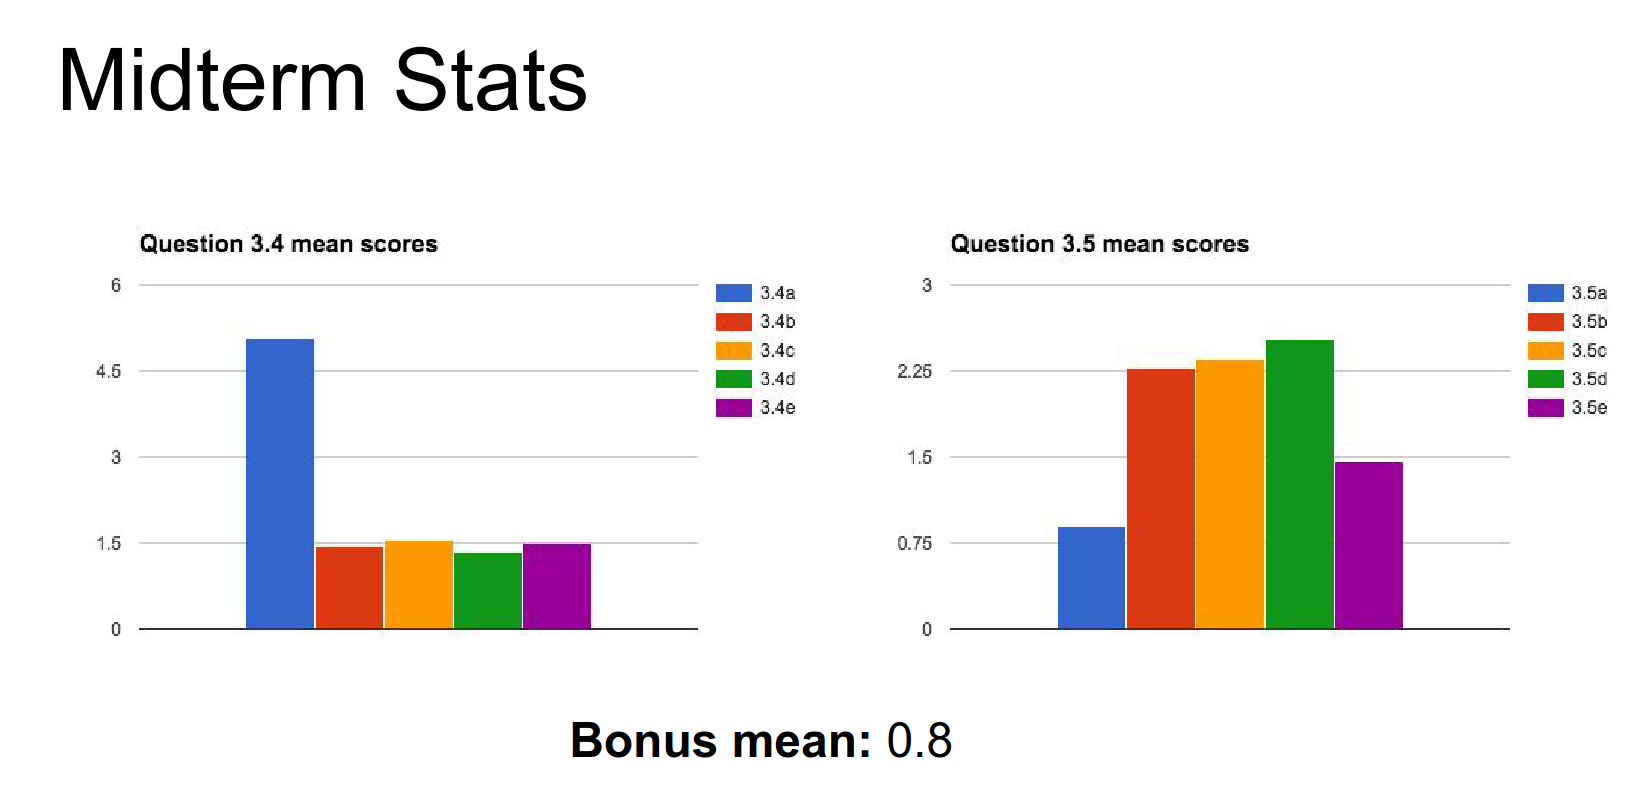 Midterm Stats
Question 3.4 mean scores
6
4.5
3
1.5
0
3.4a
3.4b
3.4c
3.4d
3.4e
Question 3.5 mean scores
3
2.25
1.5
0.75
0
3.5a
3.5b
3.5c
3.5d
3.5e
Bonus mean: 0.8